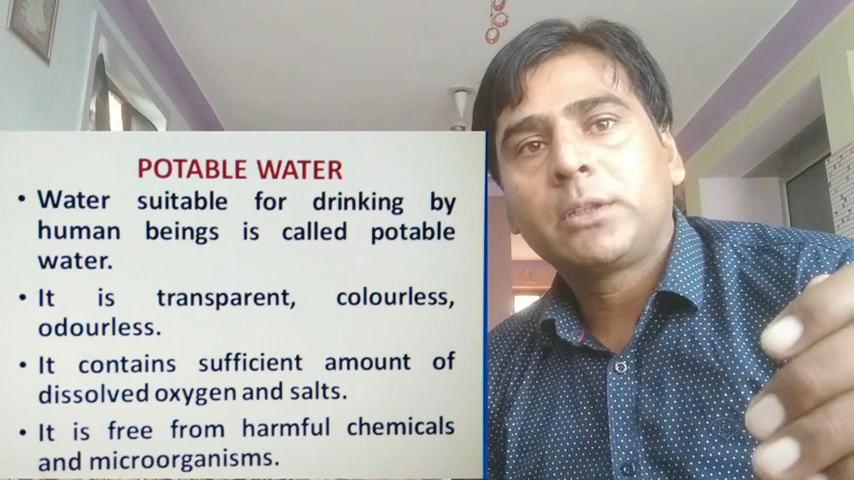 POTABLE WATER
• Water suitable for drinking by
human beings is called potable
water.
• It is transparent, colourless,
odourless.
• It contains sufficient amount of
dissolved oxygen and salts.
• It is free from harmful chemicals
and microorganisms.